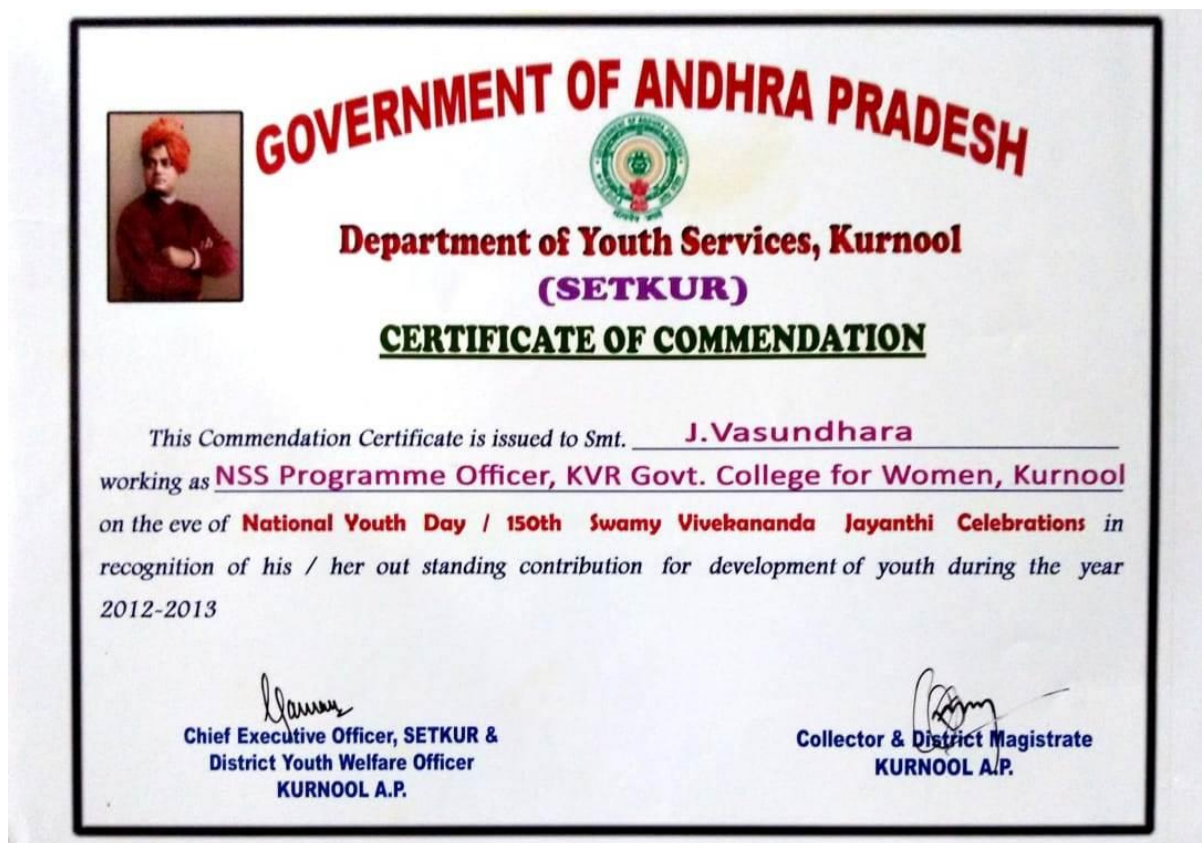 GOVERNMENT OF ANDHRA PRADESH
Department of Youth Services, Kurnool
(SETKUR)
CERTIFICATE OF COMMENDATION
This Commendation Certificate is issued to Smt. J.Vasundhara
working as NSS Programme Officer, KVR Govt. College for Women, Kurnool
on the eve of National Youth Day / 150th Swamy Vivekananda Jayanthi Celebrations in
recognition of his / her out standing contribution for development of youth during the year
2012-2013
Chief Executive Officer, SETKUR &
District Youth Welfare Officer
KURNOOL A.P.
Collector & District Magistrate
KURNOOL A.P.